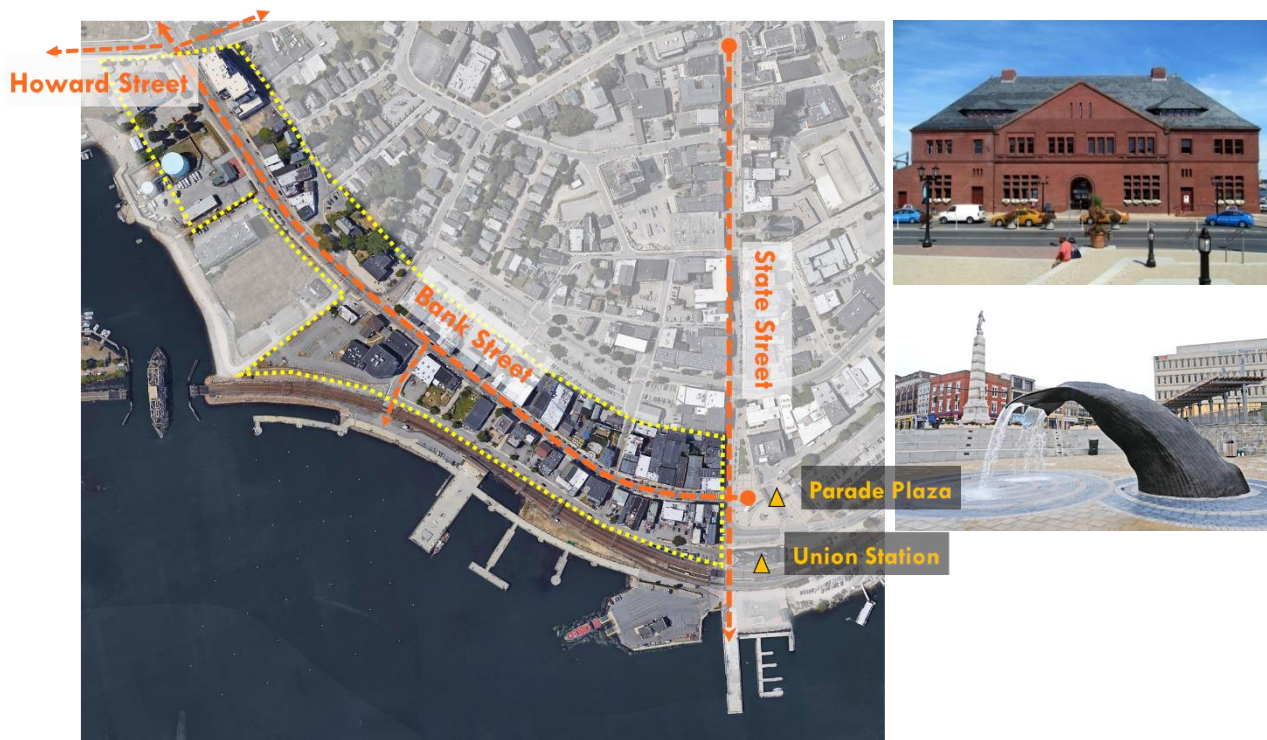 Howard Street
Bank Street
State Street
Parade Plaza
Union Station